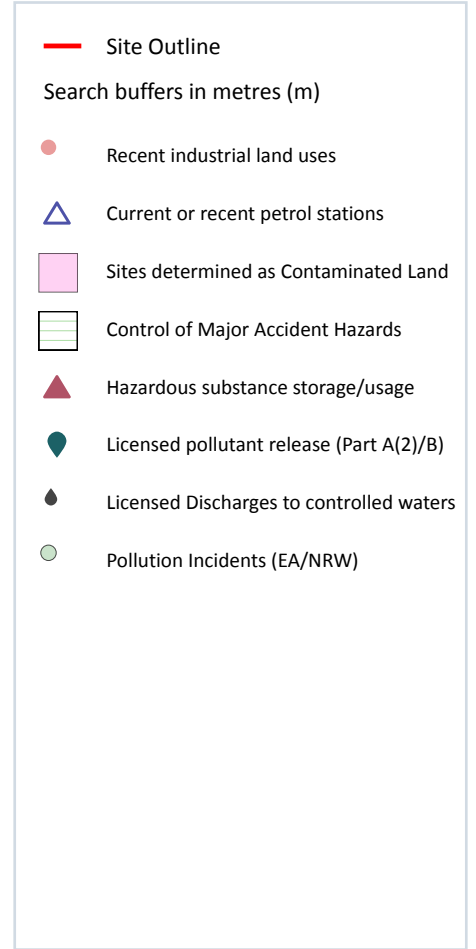 Site Outline
Search buffers in metres (m)
Recent industrial land uses
Current or recent petrol stations
Sites determined as Contaminated Land
Control of Major Accident Hazards
Hazardous substance storage/usage
Licensed pollutant release (Part A(2)/B)
Licensed Discharges to controlled waters
Pollution Incidents (EA/NRW)